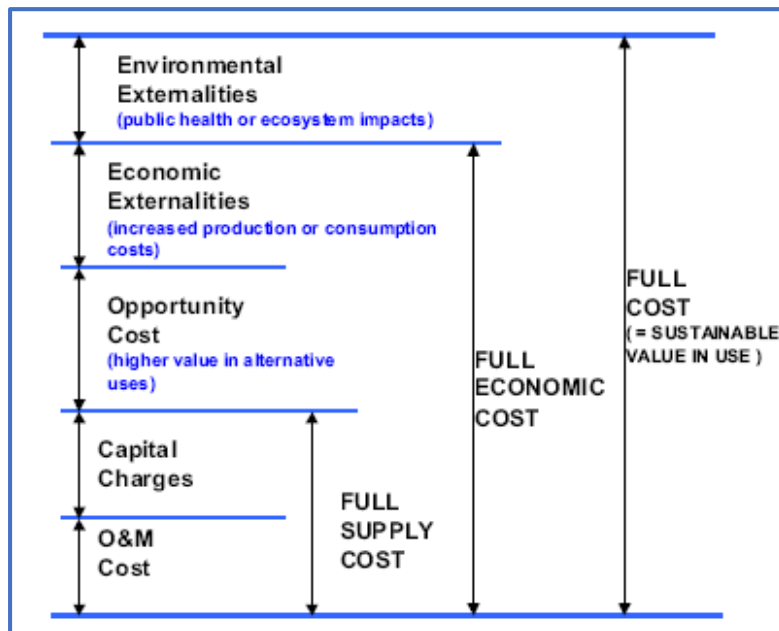 Environmental
Externalities
(public health or ecosystem impacts)
Economic
Externalities
(increased production or consumption
costs)
Opportunity
Cost
(higher value in alternative
uses)
Capital
Charges
O&M
Cost
FULL
SUPPLY
COST
FULL
ECONOMIC
COST
FULL
COST
( = SUSTAINABLE
VALUE IN USE )